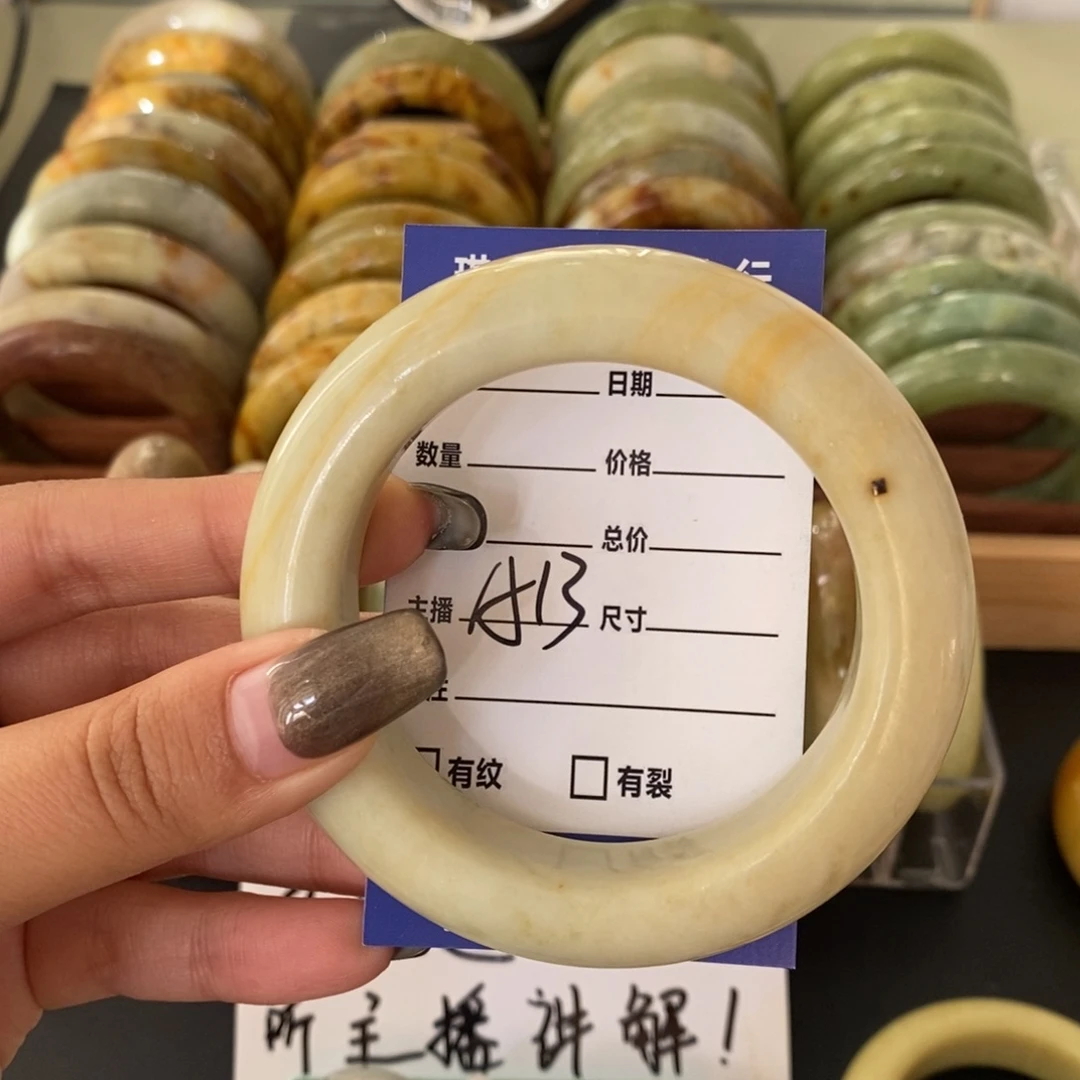 行
日期
数量 价格
总价
主播 尺寸
有纹 有裂
听主播讲解！